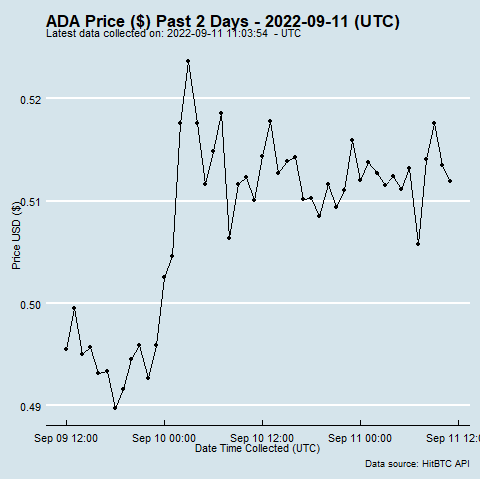 ADA Price ($) Past 2 Days - 2022-09-11 (UTC)
Latest data collected on: 2022-09-11 11:03:54 - UTC
0.52
0.51
0.50
0.49
Price USD ($)
Sep 09 12:00 Sep 10 00:00 Sep 10 12:00 Sep 11 00:00 Sep 11 12:00
Date Time Collected (UTC)
Data source: HitBTC API